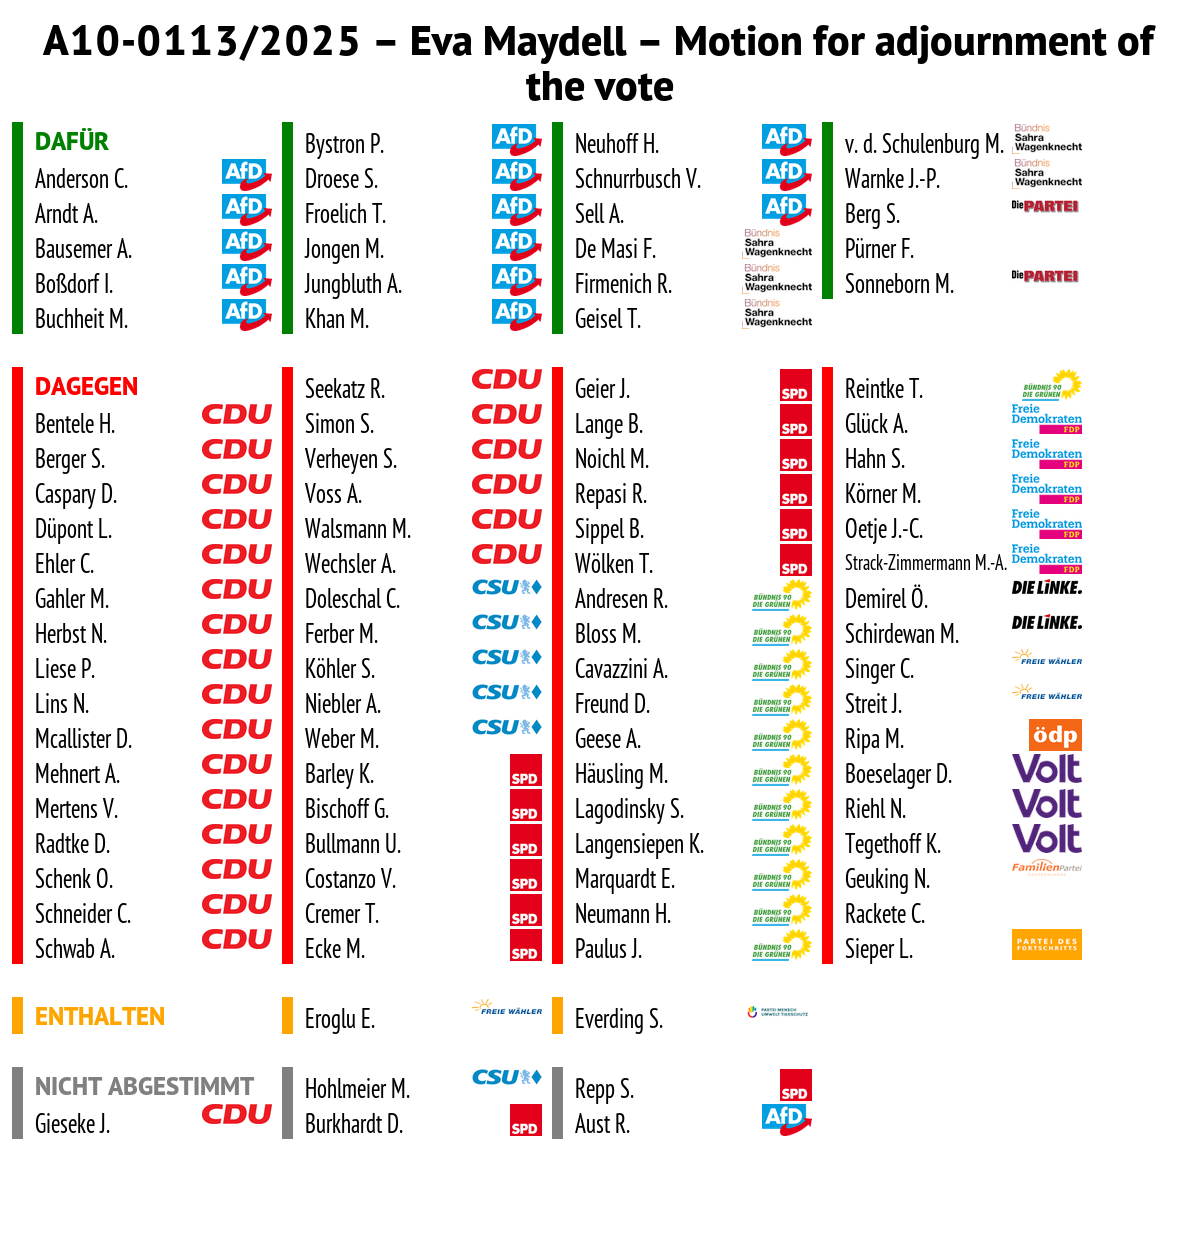 A10-0113/2025 – Eva Maydell – Motion for adjournment of
the vote
DAFÜR
Anderson C. AfD
Arndt A. AfD
Bausemer A. AfD
Boßdorf I. AfD
Buchheit M. AfD
Bystron P. AfD
Droese S. AfD
Froelich T. AfD
Jongen M. AfD
Jungbluth A. AfD
Khan M. AfD
Neuhoff H. AfD
Schnurrbusch V. AfD
Sell A. AfD
De Masi F. Bündnis Sahra Wagenknecht
Firmenich R. Bündnis Sahra Wagenknecht
Geisel T. Bündnis Sahra Wagenknecht
v. d. Schulenburg M. Bündnis Sahra Wagenknecht
Warnke J.-P. Bündnis Sahra Wagenknecht
Berg S. Die PARTEI
Pürner F.
Sonneborn M. Die PARTEI
DAGEGEN
Bentele H. CDU
Berger S. CDU
Caspary D. CDU
Düpont L. CDU
Ehler C. CDU
Gahler M. CDU
Herbst N. CDU
Liese P. CDU
Lins N. CDU
Mcallister D. CDU
Mehnert A. CDU
Mertens V. CDU
Radtke D. CDU
Schenk O. CDU
Schneider C. CDU
Schwab A. CDU
Seekatz R. CDU
Simon S. CDU
Verheyen S. CDU
Voss A. CDU
Walsmann M. CDU
Wechsler A. CDU
Doleschal C. CSU
Ferber M. CSU
Köhler S. CSU
Niebler A. CSU
Weber M. CSU
Barley K. SPD
Bischoff G. SPD
Bullmann U. SPD
Costanzo V. SPD
Cremer T. SPD
Ecke M. SPD
Geier J. SPD
Lange B. SPD
Noichl M. SPD
Repasi R. SPD
Sippel B. SPD
Wölken T. SPD
Andresen R. BÜNDNIS 90 DIE GRÜNEN
Bloss M. BÜNDNIS 90 DIE GRÜNEN
Cavazzini A. BÜNDNIS 90 DIE GRÜNEN
Freund D. BÜNDNIS 90 DIE GRÜNEN
Geese A. BÜNDNIS 90 DIE GRÜNEN
Häusling M. BÜNDNIS 90 DIE GRÜNEN
Lagodinsky S. BÜNDNIS 90 DIE GRÜNEN
Langensiepen K. BÜNDNIS 90 DIE GRÜNEN
Marquardt E. BÜNDNIS 90 DIE GRÜNEN
Neumann H. BÜNDNIS 90 DIE GRÜNEN
Paulus J. BÜNDNIS 90 DIE GRÜNEN
Reintke T. BÜNDNIS 90 DIE GRÜNEN
Glück A. Freie Demokraten FDP
Hahn S. Freie Demokraten FDP
Körner M. Freie Demokraten FDP
Oetje J.-C. Freie Demokraten FDP
Strack-Zimmermann M.-A. Freie Demokraten FDP
Demirel Ö. DIE LiNKE.
Schirdewan M. DIE LiNKE.
Singer C. FREIE WÄHLER
Streit J. FREIE WÄHLER
Ripa M. ödp
Boeselager D. Volt
Riehl N. Volt
Tegethoff K. Volt
Geuking N. FamilienPartei
Rackete C.
Sieper L. PARTEI DES FORTSCHRITTS
ENTHALTEN
Eroglu E. FREIE WÄHLER
Everding S. PARTEI MENSCH UMWELT TIERSCHUTZ
NICHT ABGESTIMMT
Gieseke J. CDU
Hohlmeier M. CSU
Burkhardt D. SPD
Repp S. SPD
Aust R. AfD